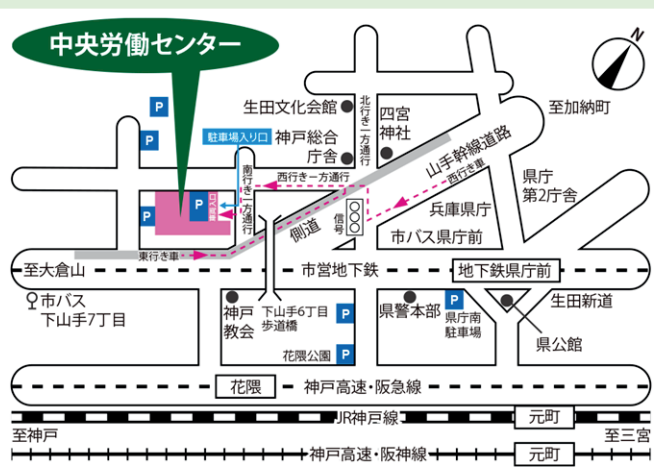 中央労働センター
N
P
生田文化会館
北行き一方通行
四宮
神社
至加納町
P
駐車場入り口
神戸総合
庁舎
山手幹線道路
西行き一方通行
西行き車
県庁
第2庁舎
南行き一方通行
P
P
信号
側道
兵庫県庁
市バス県庁前
東行き車
至大倉山
市営地下鉄
地下鉄県庁前
市バス
下山手7丁目
神戸
教会
下山手6丁目
歩道橋
P
県警本部
P
県庁南
駐車場
生田新道
県公館
花隈公園
P
花隈
神戸高速・阪急線
JR神戸線
元町
至神戸
至三宮
神戸高速・阪神線
元町